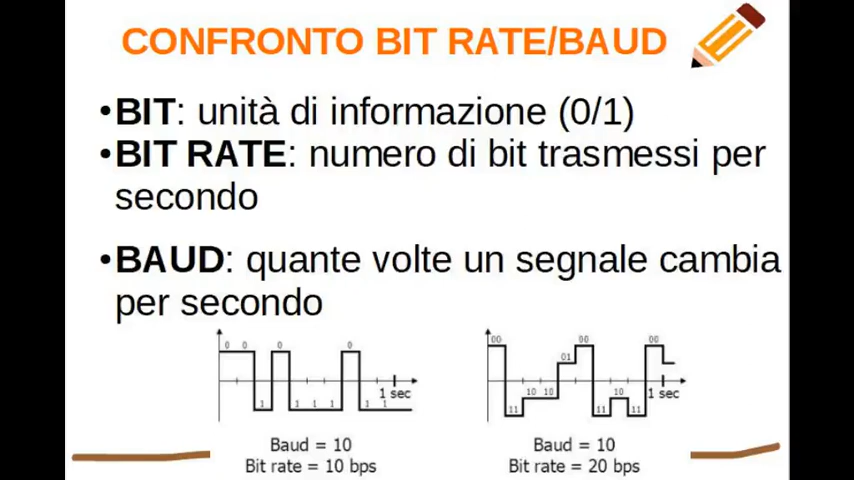 CONFRONTO BIT RATE/BAUD
•BIT: unità di informazione (0/1)
•BIT RATE: numero di bit trasmessi per
secondo
•BAUD: quante volte un segnale cambia
per secondo
0 0 0 0
1 1 1 1 1 1
1 sec
Baud = 10
Bit rate = 10 bps
00 00 00
01
10 10 10
11 11 11
1 sec
Baud = 10
Bit rate = 20 bps